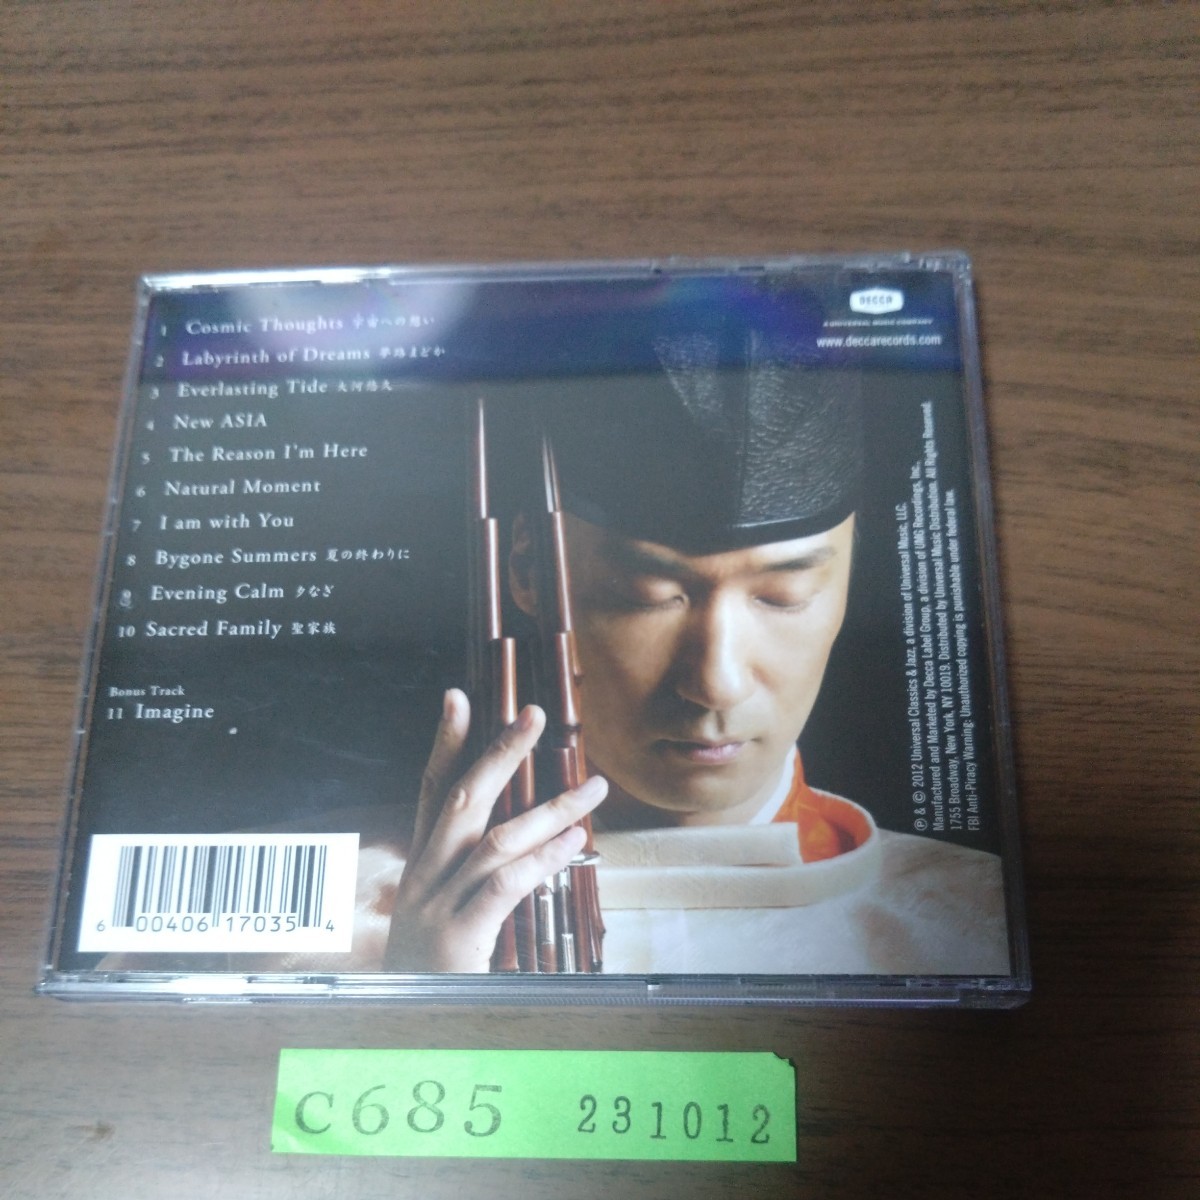 1 Cosmic Thoughts 宇宙への想い
2 Labyrinth of Dreams 夢路まどか
3 Everlasting Tide 大河悠久
4 New ASIA
5 The Reason I'm Here
6 Natural Moment
7 I am with You
8 Bygone Summers 夏の終わりに
9 Evening Calm 夕なぎ
10 Sacred Family 聖家族
Bonus Track
11 Imagine
6 00406 17035 4
DECCA
A UNIVERSAL MUSIC COMPANY
www.deccarecords.com
℗ & © 2012 Universal Classics & Jazz, a division of Universal Music, LLC.
Manufactured and Marketed by Decca Label Group, a division of UMG Recordings, Inc.,
1755 Broadway, New York, NY 10019. Distributed by Universal Music Distribution. All Rights Reserved.
FBI Anti-Piracy Warning: Unauthorized copying is punishable under federal law.
C685 231012